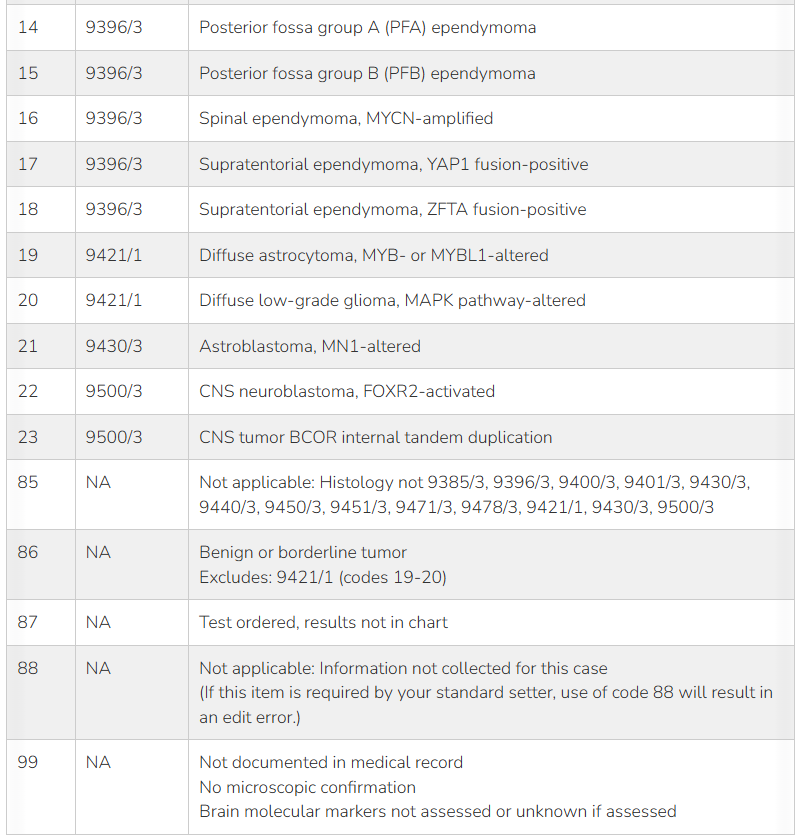 14 9396/3 Posterior fossa group A (PFA) ependymoma
15 9396/3 Posterior fossa group B (PFB) ependymoma
16 9396/3 Spinal ependymoma, MYCN-amplified
17 9396/3 Supratentorial ependymoma, YAP1 fusion-positive
18 9396/3 Supratentorial ependymoma, ZFTA fusion-positive
19 9421/1 Diffuse astrocytoma, MYB- or MYBL1-altered
20 9421/1 Diffuse low-grade glioma, MAPK pathway-altered
21 9430/3 Astroblastoma, MN1-altered
22 9500/3 CNS neuroblastoma, FOXR2-activated
23 9500/3 CNS tumor BCOR internal tandem duplication
85 NA Not applicable: Histology not 9385/3, 9396/3, 9400/3, 9401/3, 9430/3,
9440/3, 9450/3, 9451/3, 9471/3, 9478/3, 9421/1, 9430/3, 9500/3
86 NA Benign or borderline tumor
Excludes: 9421/1 (codes 19-20)
87 NA Test ordered, results not in chart
88 NA Not applicable: Information not collected for this case
(If this item is required by your standard setter, use of code 88 will result in
an edit error.)
99 NA Not documented in medical record
No microscopic confirmation
Brain molecular markers not assessed or unknown if assessed